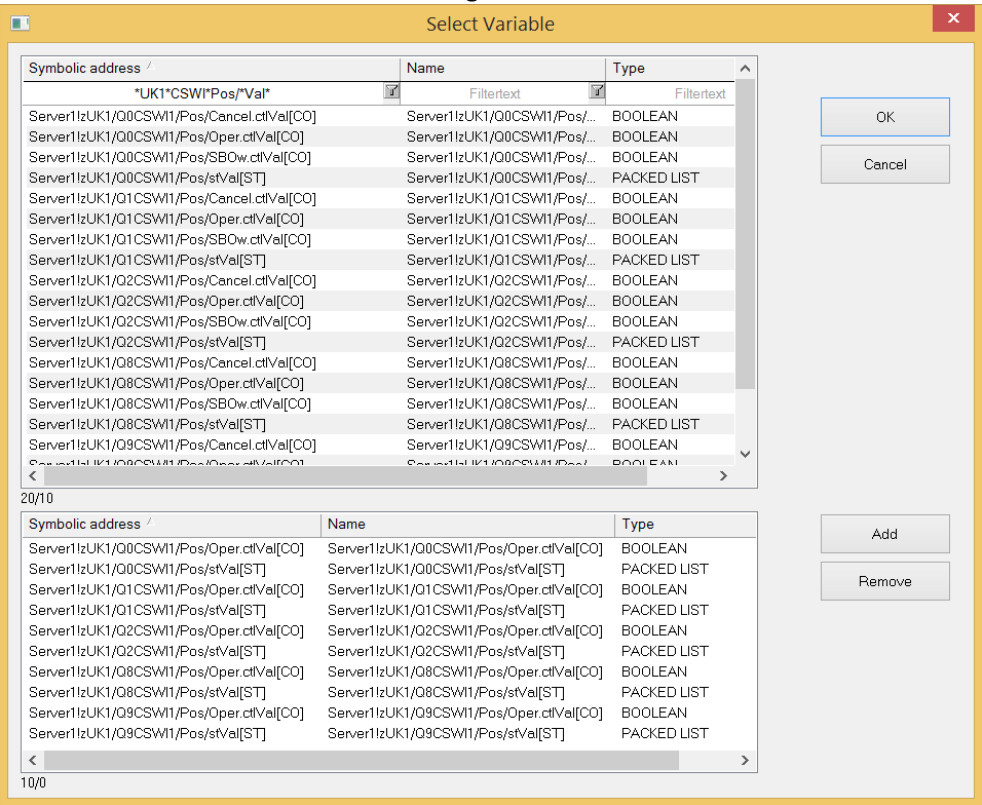 Select Variable
Symbolic address Name Type
*UK1*CSWI*Pos/*Val* Filtertext Filtertext
Server1!zUK1/Q0CSWI1/Pos/Cancel.ctlVal[CO] Server1!zUK1/Q0CSWI1/Pos/... BOOLEAN
Server1!zUK1/Q0CSWI1/Pos/Oper.ctlVal[CO] Server1!zUK1/Q0CSWI1/Pos/... BOOLEAN
Server1!zUK1/Q0CSWI1/Pos/SBOw.ctlVal[CO] Server1!zUK1/Q0CSWI1/Pos/... BOOLEAN
Server1!zUK1/Q0CSWI1/Pos/stVal[ST] Server1!zUK1/Q0CSWI1/Pos/... PACKED LIST
Server1!zUK1/Q1CSWI1/Pos/Cancel.ctlVal[CO] Server1!zUK1/Q1CSWI1/Pos/... BOOLEAN
Server1!zUK1/Q1CSWI1/Pos/Oper.ctlVal[CO] Server1!zUK1/Q1CSWI1/Pos/... BOOLEAN
Server1!zUK1/Q1CSWI1/Pos/SBOw.ctlVal[CO] Server1!zUK1/Q1CSWI1/Pos/... BOOLEAN
Server1!zUK1/Q1CSWI1/Pos/stVal[ST] Server1!zUK1/Q1CSWI1/Pos/... PACKED LIST
Server1!zUK1/Q2CSWI1/Pos/Cancel.ctlVal[CO] Server1!zUK1/Q2CSWI1/Pos/... BOOLEAN
Server1!zUK1/Q2CSWI1/Pos/Oper.ctlVal[CO] Server1!zUK1/Q2CSWI1/Pos/... BOOLEAN
Server1!zUK1/Q2CSWI1/Pos/SBOw.ctlVal[CO] Server1!zUK1/Q2CSWI1/Pos/... BOOLEAN
Server1!zUK1/Q2CSWI1/Pos/stVal[ST] Server1!zUK1/Q2CSWI1/Pos/... PACKED LIST
Server1!zUK1/Q8CSWI1/Pos/Cancel.ctlVal[CO] Server1!zUK1/Q8CSWI1/Pos/... BOOLEAN
Server1!zUK1/Q8CSWI1/Pos/Oper.ctlVal[CO] Server1!zUK1/Q8CSWI1/Pos/... BOOLEAN
Server1!zUK1/Q8CSWI1/Pos/SBOw.ctlVal[CO] Server1!zUK1/Q8CSWI1/Pos/... BOOLEAN
Server1!zUK1/Q8CSWI1/Pos/stVal[ST] Server1!zUK1/Q8CSWI1/Pos/... PACKED LIST
Server1!zUK1/Q9CSWI1/Pos/Cancel.ctlVal[CO] Server1!zUK1/Q9CSWI1/Pos/... BOOLEAN
20/10
OK
Cancel
Symbolic address Name Type
Server1!zUK1/Q0CSWI1/Pos/Oper.ctlVal[CO] Server1!zUK1/Q0CSWI1/Pos/Oper.ctlVal[CO] BOOLEAN
Server1!zUK1/Q0CSWI1/Pos/stVal[ST] Server1!zUK1/Q0CSWI1/Pos/stVal[ST] PACKED LIST
Server1!zUK1/Q1CSWI1/Pos/Oper.ctlVal[CO] Server1!zUK1/Q1CSWI1/Pos/Oper.ctlVal[CO] BOOLEAN
Server1!zUK1/Q1CSWI1/Pos/stVal[ST] Server1!zUK1/Q1CSWI1/Pos/stVal[ST] PACKED LIST
Server1!zUK1/Q2CSWI1/Pos/Oper.ctlVal[CO] Server1!zUK1/Q2CSWI1/Pos/Oper.ctlVal[CO] BOOLEAN
Server1!zUK1/Q2CSWI1/Pos/stVal[ST] Server1!zUK1/Q2CSWI1/Pos/stVal[ST] PACKED LIST
Server1!zUK1/Q8CSWI1/Pos/Oper.ctlVal[CO] Server1!zUK1/Q8CSWI1/Pos/Oper.ctlVal[CO] BOOLEAN
Server1!zUK1/Q8CSWI1/Pos/stVal[ST] Server1!zUK1/Q8CSWI1/Pos/stVal[ST] PACKED LIST
Server1!zUK1/Q9CSWI1/Pos/Oper.ctlVal[CO] Server1!zUK1/Q9CSWI1/Pos/Oper.ctlVal[CO] BOOLEAN
Server1!zUK1/Q9CSWI1/Pos/stVal[ST] Server1!zUK1/Q9CSWI1/Pos/stVal[ST] PACKED LIST
10/0
Add
Remove